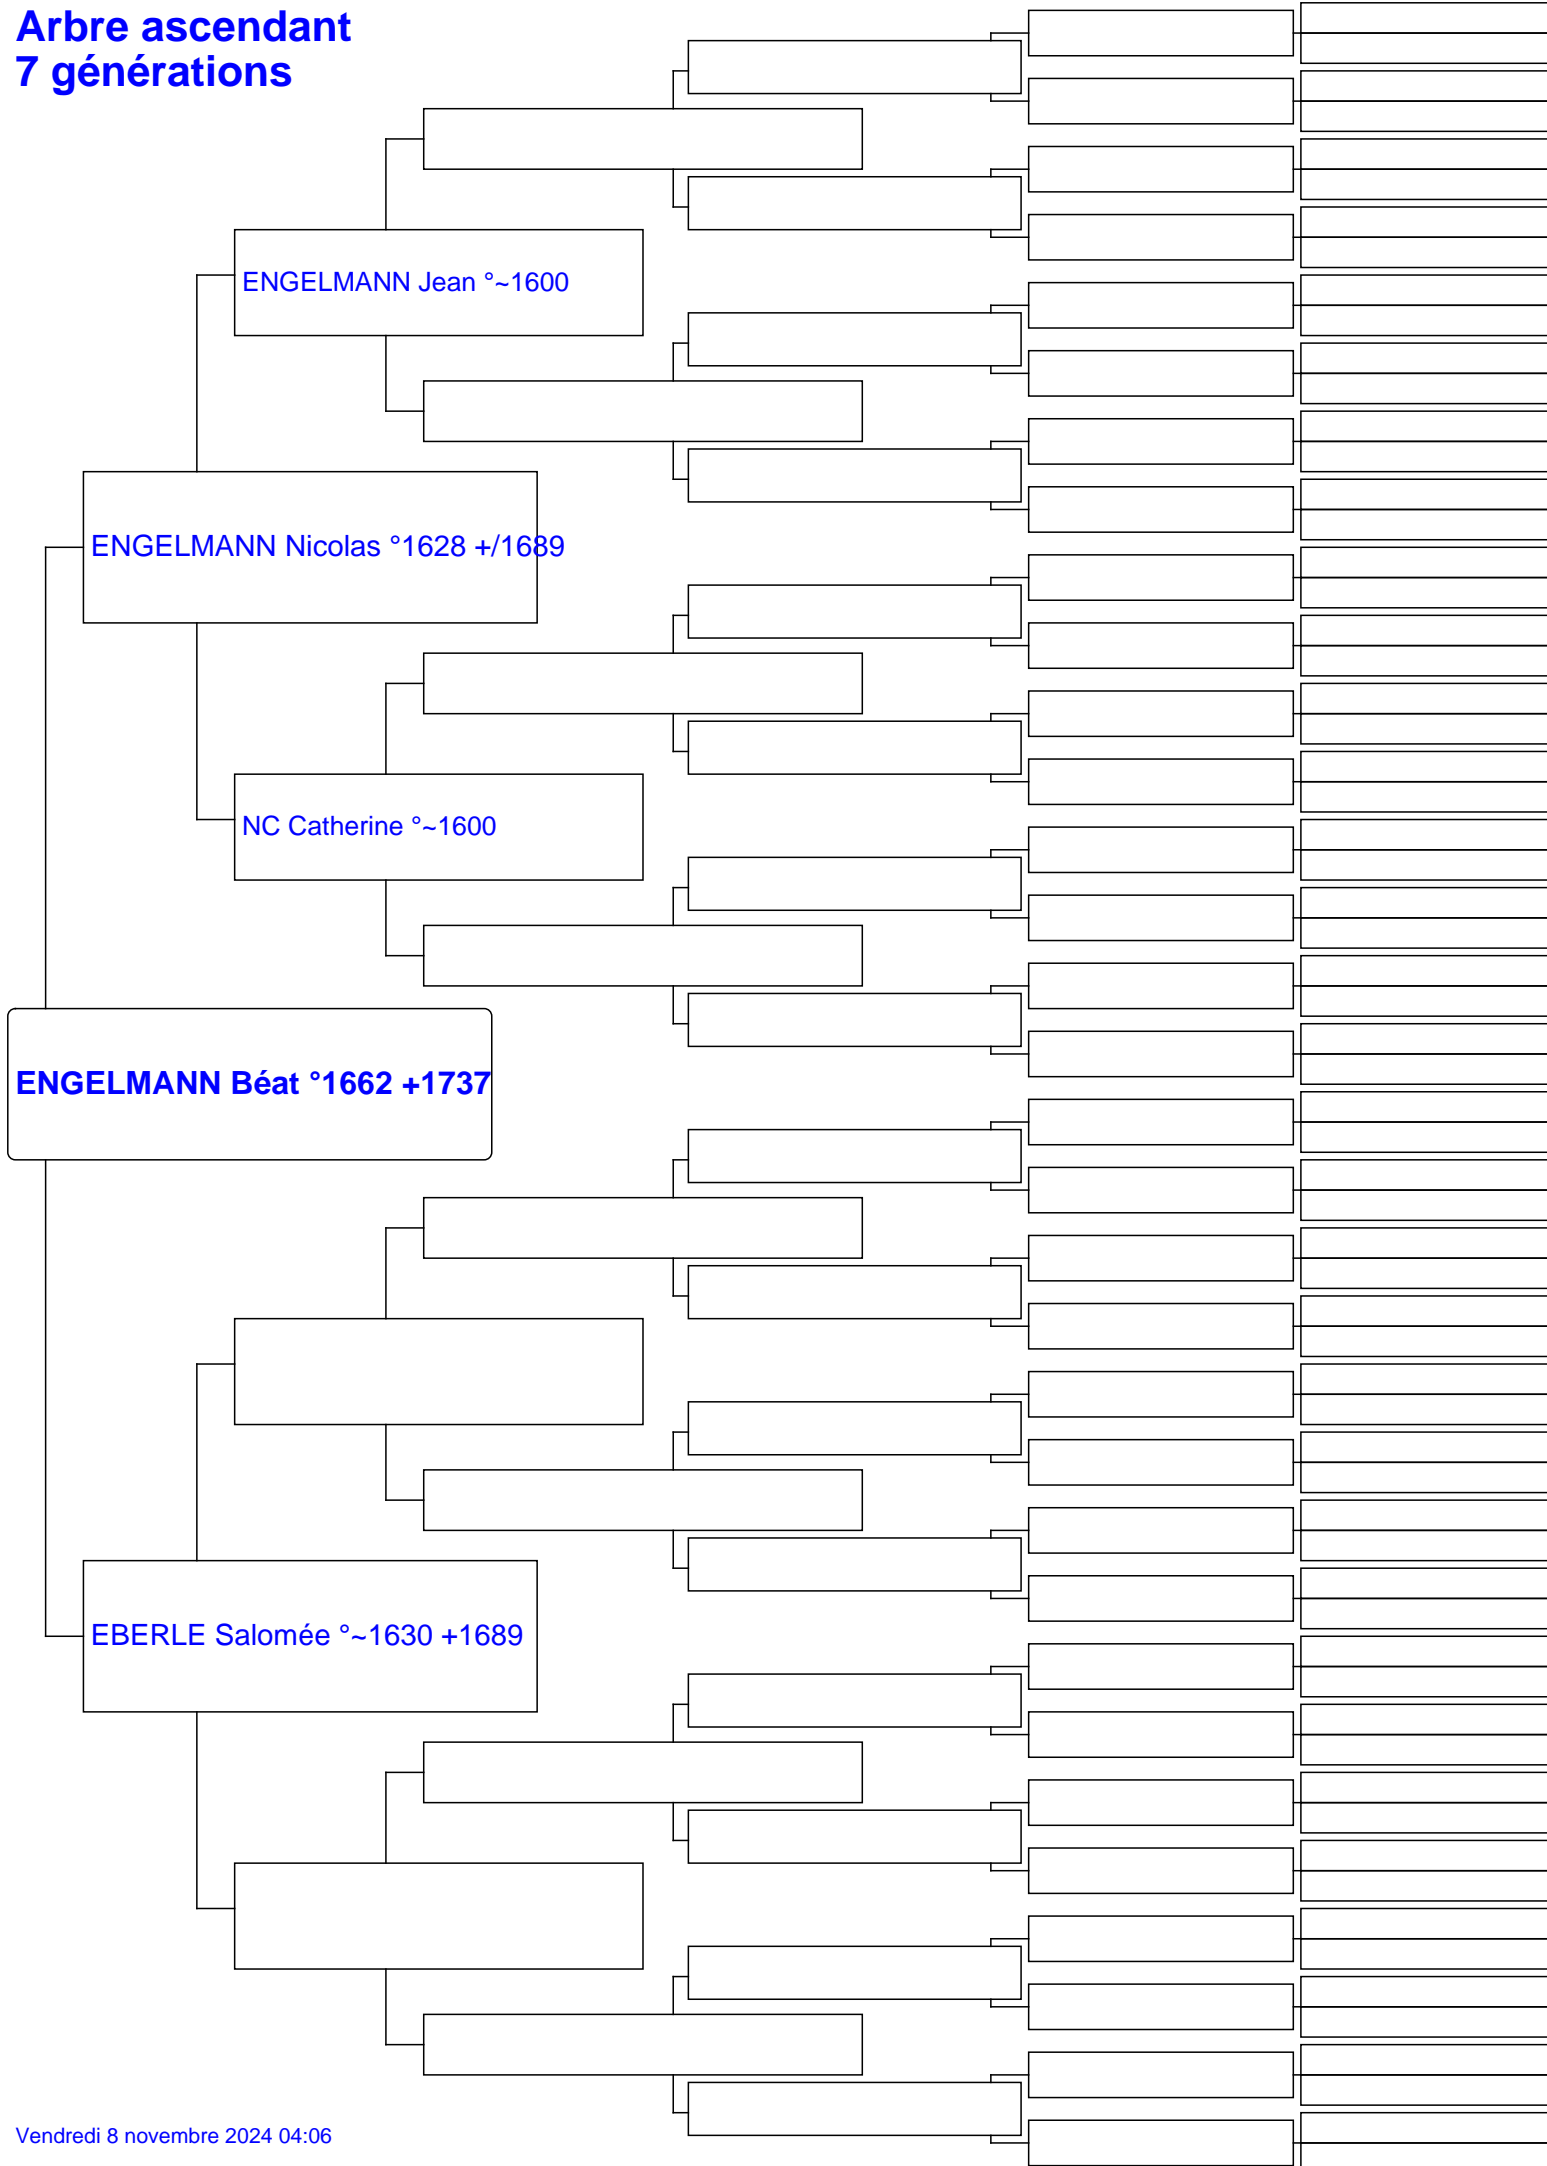 Arbre ascendant
7 générations
ENGELMANN Jean °~1600
ENGELMANN Nicolas °1628 +/1689
NC Catherine °~1600
ENGELMANN Béat °1662 +1737
EBERLE Salomée °~1630 +1689
Vendredi 8 novembre 2024 04:06